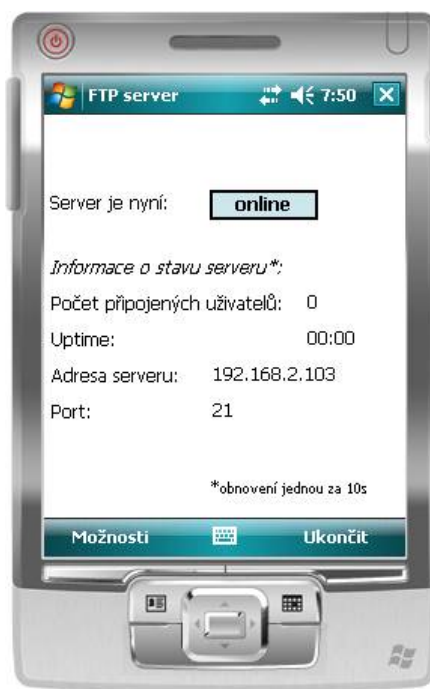 FTP server 7:50
Server je nyní: online
Informace o stavu serveru*:
Počet připojených uživatelů: 0
Uptime: 00:00
Adresa serveru: 192.168.2.103
Port: 21
*obnovení jednou za 10s
Možnosti Ukončit